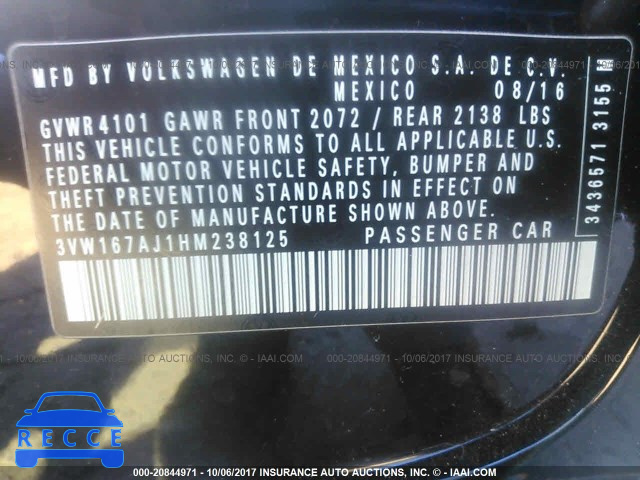 MFD BY VOLKSWAGEN DE MEXICO S.A. DE C.V.
MEXICO 08/16
GVWR 4101 GAWR FRONT 2072 / REAR 2138 LBS
THIS VEHICLE CONFORMS TO ALL APPLICABLE U.S.
FEDERAL MOTOR VEHICLE SAFETY, BUMPER AND
THEFT PREVENTION STANDARDS IN EFFECT ON
THE DATE OF MANUFACTURE SHOWN ABOVE.
3VW167AJ1HM238125 PASSENGER CAR
3436571 3155 M
000-20844971 - 10/06/2017 INSURANCE AUTO AUCTIONS, INC. - © IAAI.COM
RECCE
000-20844971 - 10/06/2017 INSURANCE AUTO AUCTIONS, INC. - ©IAAI.COM